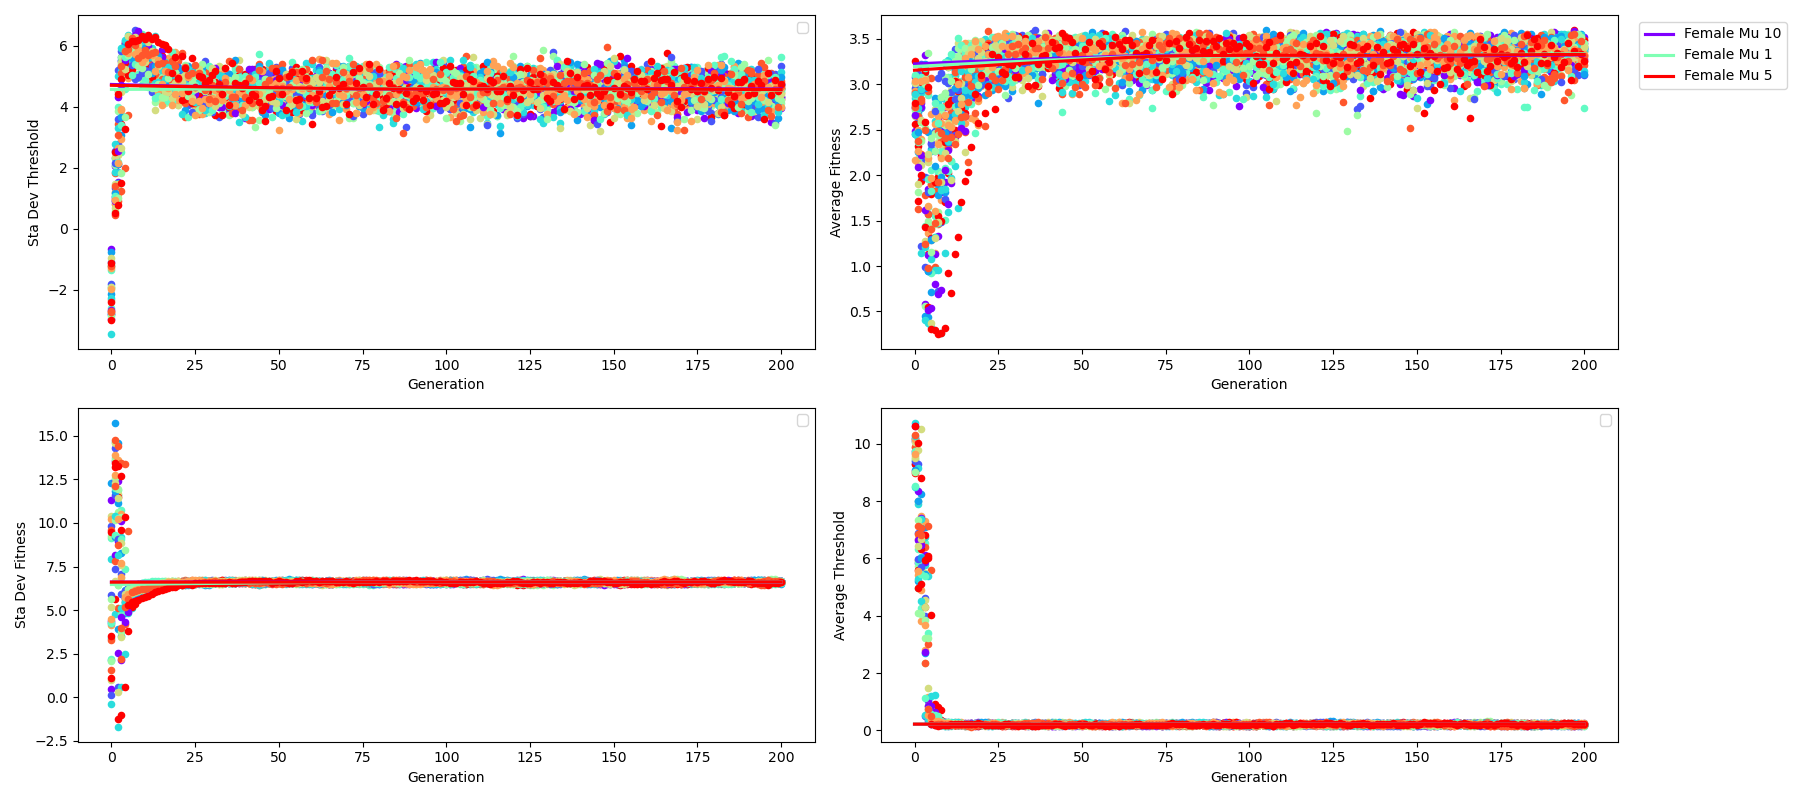 Sta Dev Threshold
6
4
2
0
−2
0 25 50 75 100 125 150 175 200
Generation
Average Fitness
3.5
3.0
2.5
2.0
1.5
1.0
0.5
0 25 50 75 100 125 150 175 200
Generation
Female Mu 10
Female Mu 1
Female Mu 5
Sta Dev Fitness
15.0
12.5
10.0
7.5
5.0
2.5
0.0
−2.5
0 25 50 75 100 125 150 175 200
Generation
Average Threshold
10
8
6
4
2
0
0 25 50 75 100 125 150 175 200
Generation